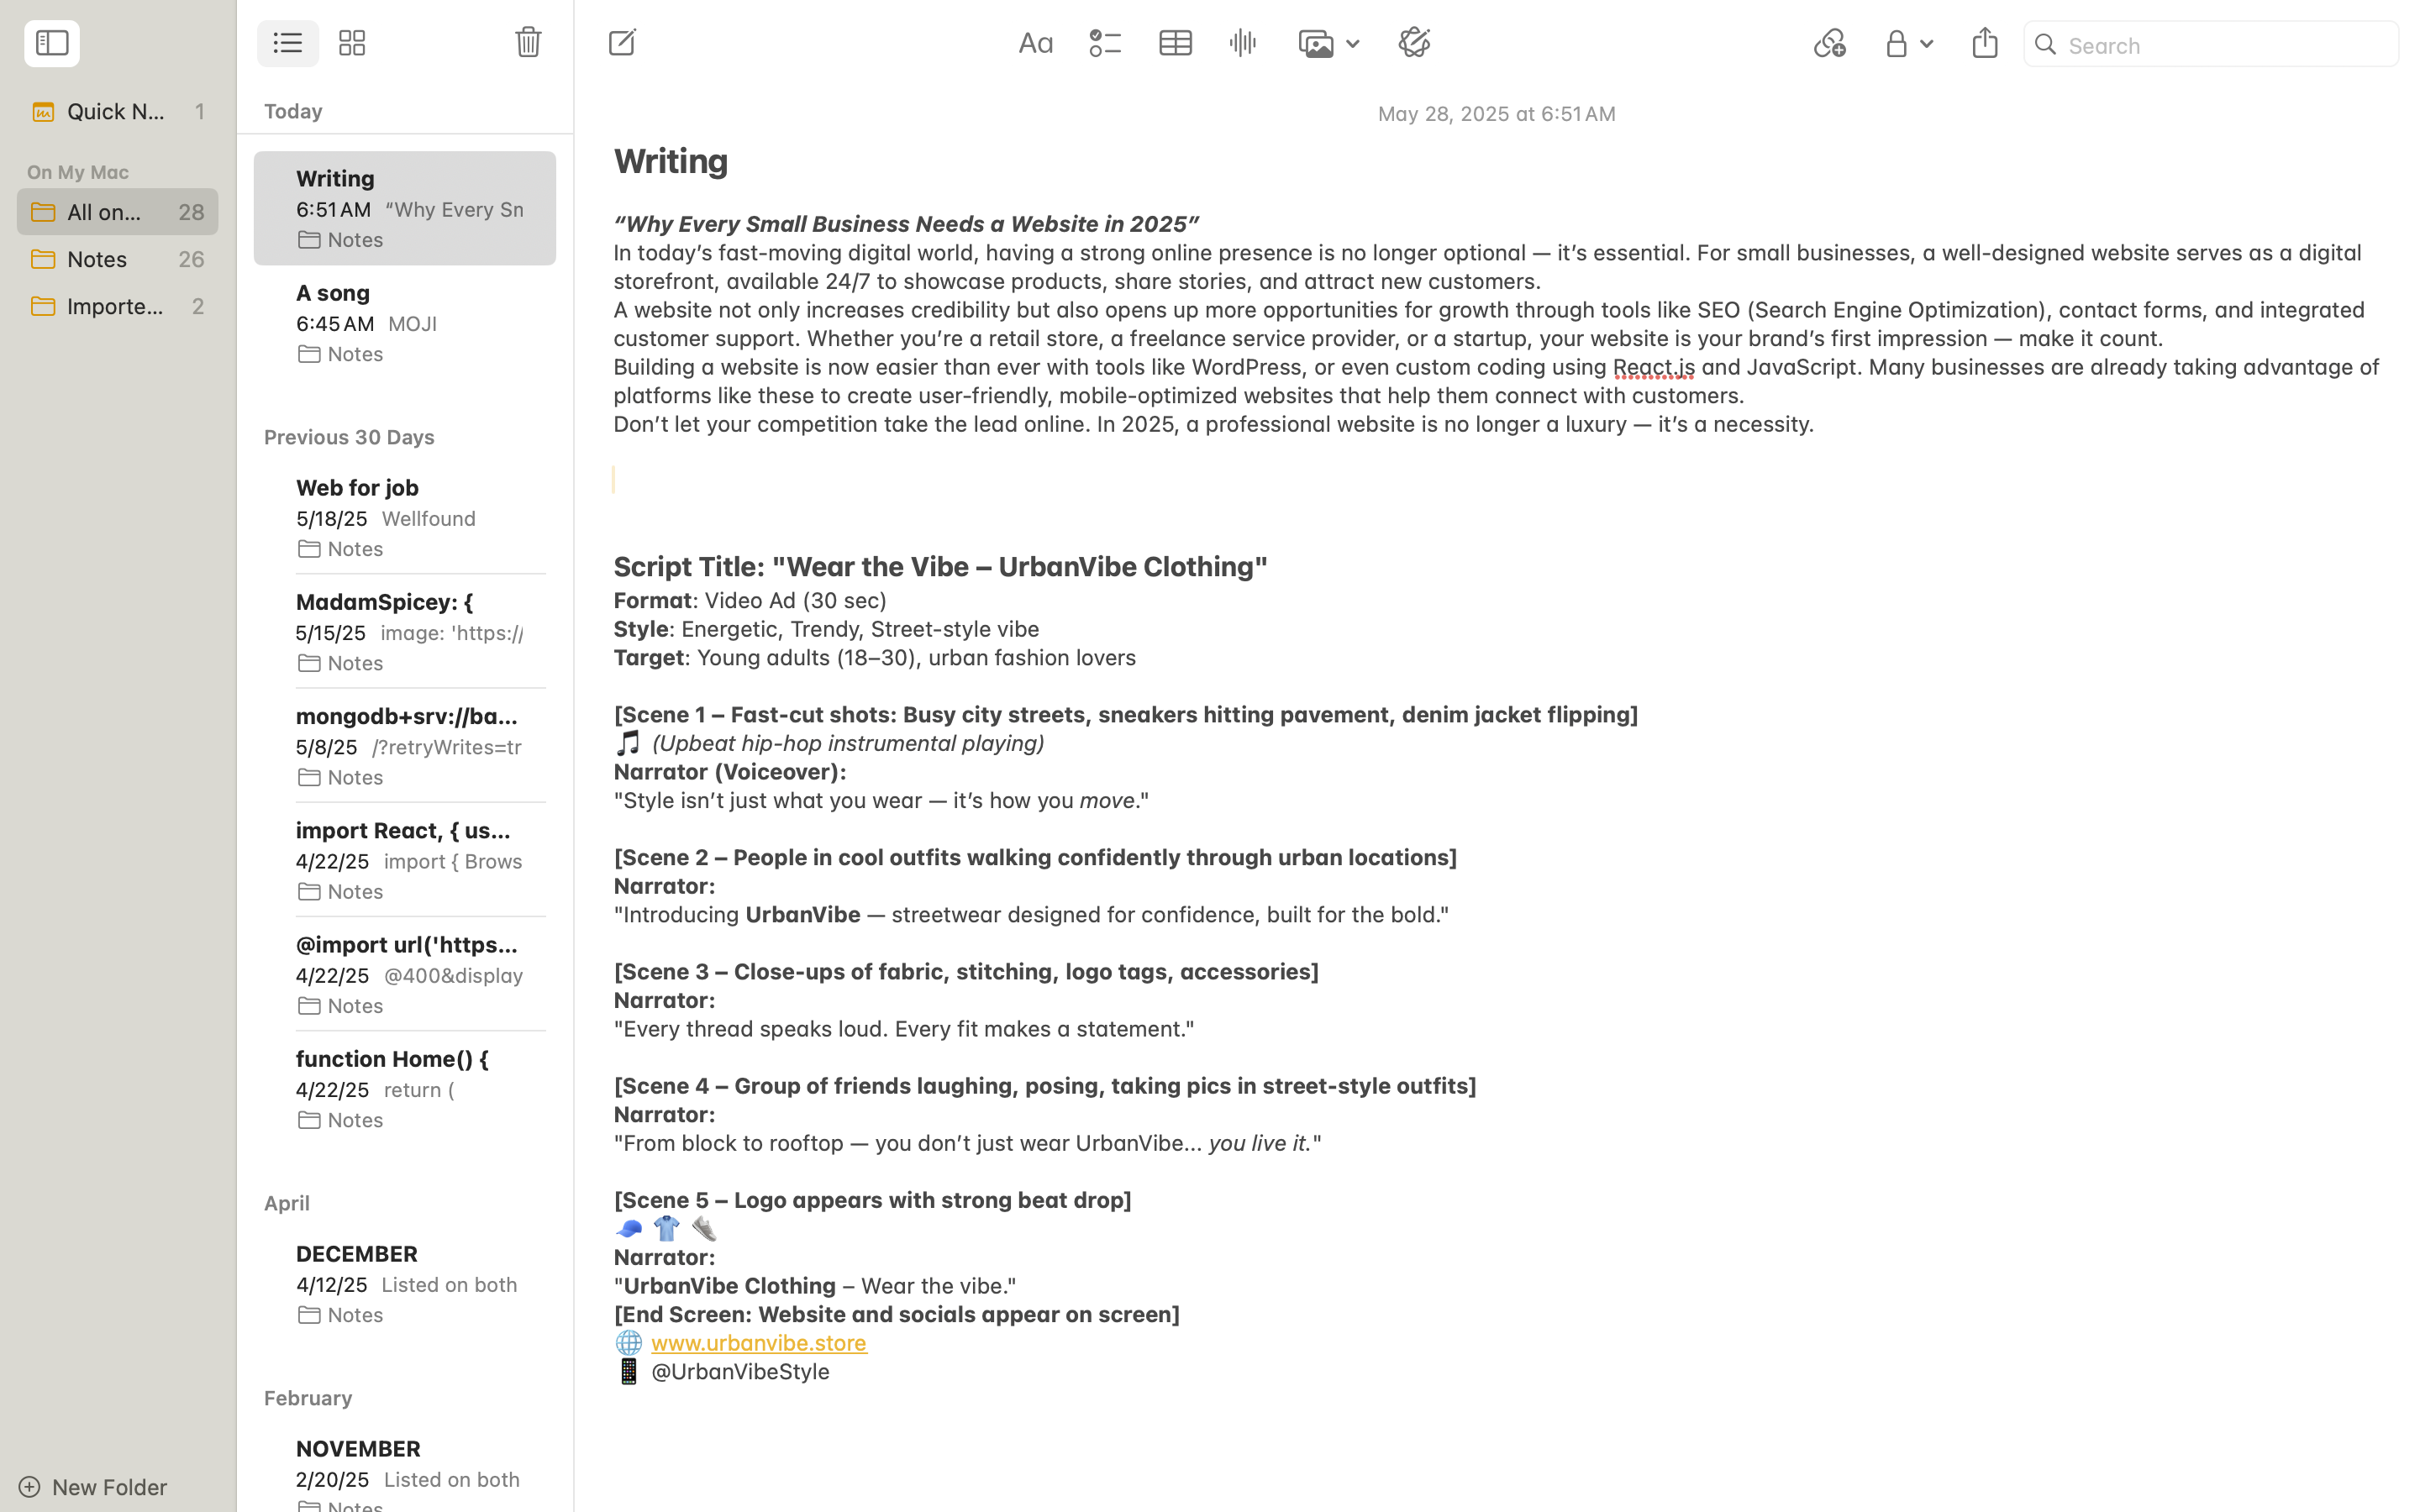 Quick N... 1
On My Mac
All on... 28
Notes 26
Importe... 2
New Folder
Today
Writing
6:51 AM “Why Every Sn
Notes
A song
6:45 AM MOJI
Notes
Previous 30 Days
Web for job
5/18/25 Wellfound
Notes
MadamSpicey: {
5/15/25 image: 'https://
Notes
mongodb+srv://ba...
5/8/25 /?retryWrites=tr
Notes
import React, { us...
4/22/25 import { Brows
Notes
@import url('https...
4/22/25 @400&display
Notes
function Home() {
4/22/25 return (
Notes
April
DECEMBER
4/12/25 Listed on both
Notes
February
NOVEMBER
2/20/25 Listed on both
Notes
Aa
Search
May 28, 2025 at 6:51 AM
Writing
“Why Every Small Business Needs a Website in 2025”
In today’s fast-moving digital world, having a strong online presence is no longer optional — it’s essential. For small businesses, a well-designed website serves as a digital
storefront, available 24/7 to showcase products, share stories, and attract new customers.
A website not only increases credibility but also opens up more opportunities for growth through tools like SEO (Search Engine Optimization), contact forms, and integrated
customer support. Whether you’re a retail store, a freelance service provider, or a startup, your website is your brand’s first impression — make it count.
Building a website is now easier than ever with tools like WordPress, or even custom coding using React.js and JavaScript. Many businesses are already taking advantage of
platforms like these to create user-friendly, mobile-optimized websites that help them connect with customers.
Don’t let your competition take the lead online. In 2025, a professional website is no longer a luxury — it’s a necessity.
Script Title: "Wear the Vibe – UrbanVibe Clothing"
Format: Video Ad (30 sec)
Style: Energetic, Trendy, Street-style vibe
Target: Young adults (18–30), urban fashion lovers
[Scene 1 – Fast-cut shots: Busy city streets, sneakers hitting pavement, denim jacket flipping]
🎵 (Upbeat hip-hop instrumental playing)
Narrator (Voiceover):
"Style isn’t just what you wear — it’s how you move."
[Scene 2 – People in cool outfits walking confidently through urban locations]
Narrator:
"Introducing UrbanVibe — streetwear designed for confidence, built for the bold."
[Scene 3 – Close-ups of fabric, stitching, logo tags, accessories]
Narrator:
"Every thread speaks loud. Every fit makes a statement."
[Scene 4 – Group of friends laughing, posing, taking pics in street-style outfits]
Narrator:
"From block to rooftop — you don’t just wear UrbanVibe... you live it."
[Scene 5 – Logo appears with strong beat drop]
🧢 👕 👟
Narrator:
"UrbanVibe Clothing – Wear the vibe."
[End Screen: Website and socials appear on screen]
🌐 www.urbanvibe.store
📱 @UrbanVibeStyle